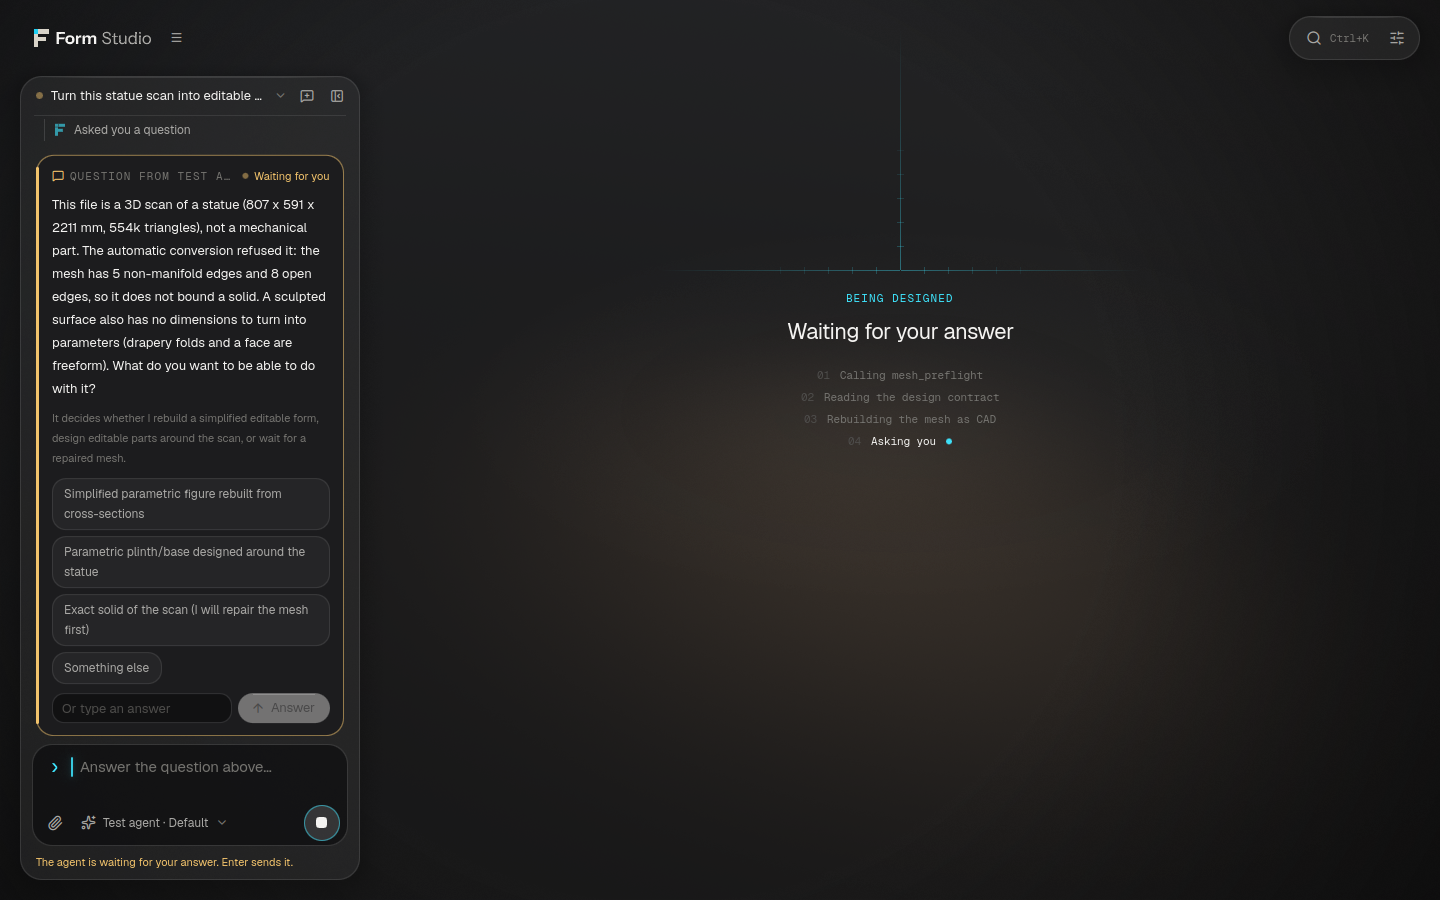 Form Studio
Ctrl+K
Turn this statue scan into editable …
Asked you a question
QUESTION FROM TEST A… Waiting for you
This file is a 3D scan of a statue (807 x 591 x
2211 mm, 554k triangles), not a mechanical
part. The automatic conversion refused it: the
mesh has 5 non-manifold edges and 8 open
edges, so it does not bound a solid. A sculpted
surface also has no dimensions to turn into
parameters (drapery folds and a face are
freeform). What do you want to be able to do
with it?
It decides whether I rebuild a simplified editable form,
design editable parts around the scan, or wait for a
repaired mesh.
Simplified parametric figure rebuilt from
cross-sections
Parametric plinth/base designed around the
statue
Exact solid of the scan (I will repair the mesh
first)
Something else
Or type an answer
Answer
Answer the question above…
Test agent · Default
The agent is waiting for your answer. Enter sends it.
BEING DESIGNED
Waiting for your answer
01 Calling mesh_preflight
02 Reading the design contract
03 Rebuilding the mesh as CAD
04 Asking you